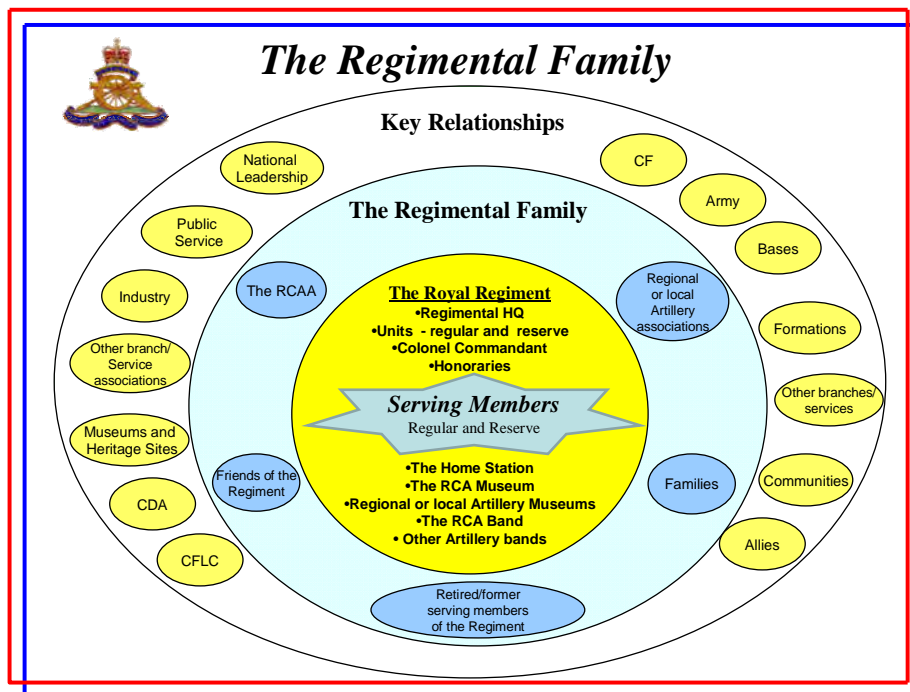 The Regimental Family
Key Relationships
National
Leadership
CF
Public
Service
Army
Bases
Industry
Formations
Other branch/
Service
associations
Other branches/
services
Museums and
Heritage Sites
Communities
CDA
Allies
CFLC
The Regimental Family
The RCAA
Regional
or local
Artillery
associations
Friends of the
Regiment
Families
Retired/former
serving members
of the Regiment
The Royal Regiment
•Regimental HQ
•Units - regular and reserve
•Colonel Commandant
•Honoraries
Serving Members
Regular and Reserve
•The Home Station
•The RCA Museum
•Regional or local Artillery Museums
•The RCA Band
• Other Artillery bands